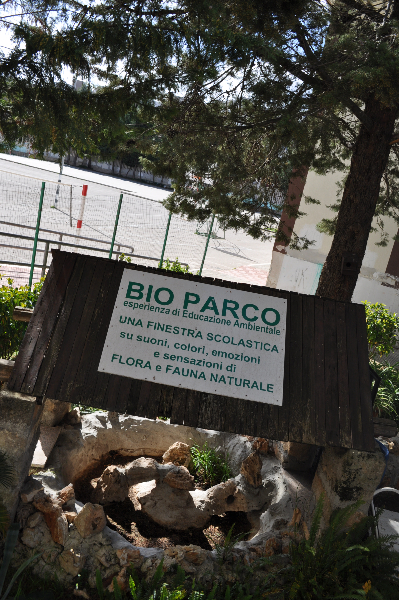 BIO PARCO
esperienza di Educazione Ambientale
UNA FINESTRA SCOLASTICA
su suoni, colori, emozioni
e sensazioni di
FLORA e FAUNA NATURALE